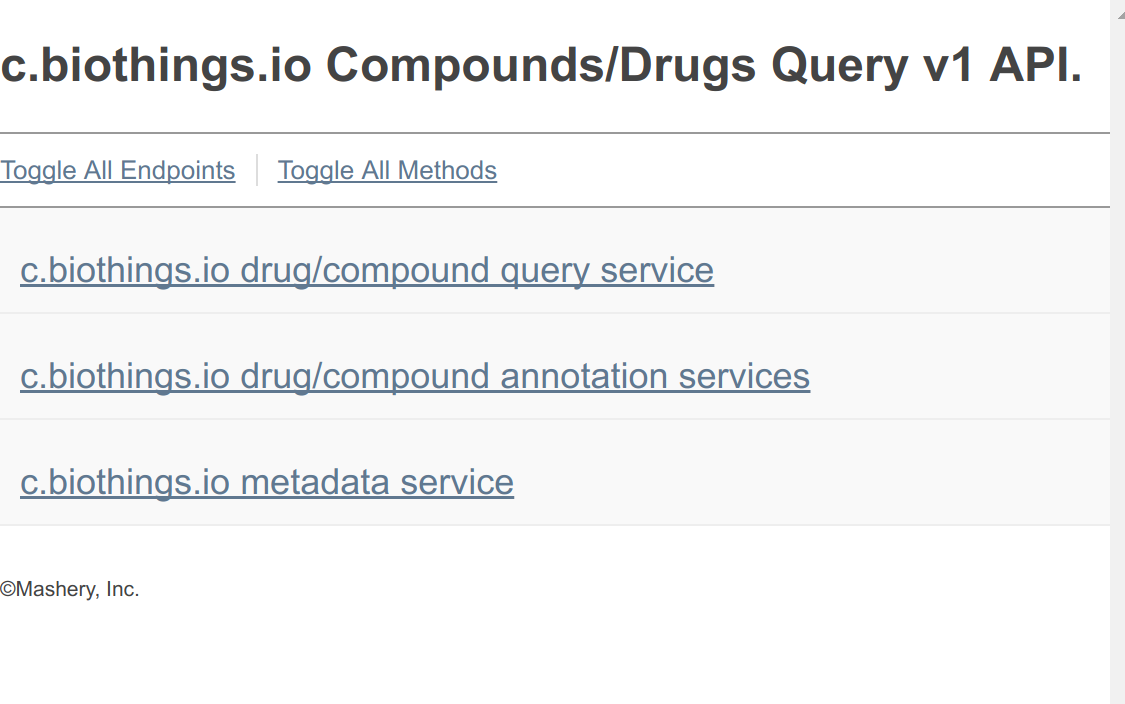 c.biothings.io Compounds/Drugs Query v1 API.
Toggle All Endpoints Toggle All Methods
c.biothings.io drug/compound query service
c.biothings.io drug/compound annotation services
c.biothings.io metadata service
©Mashery, Inc.